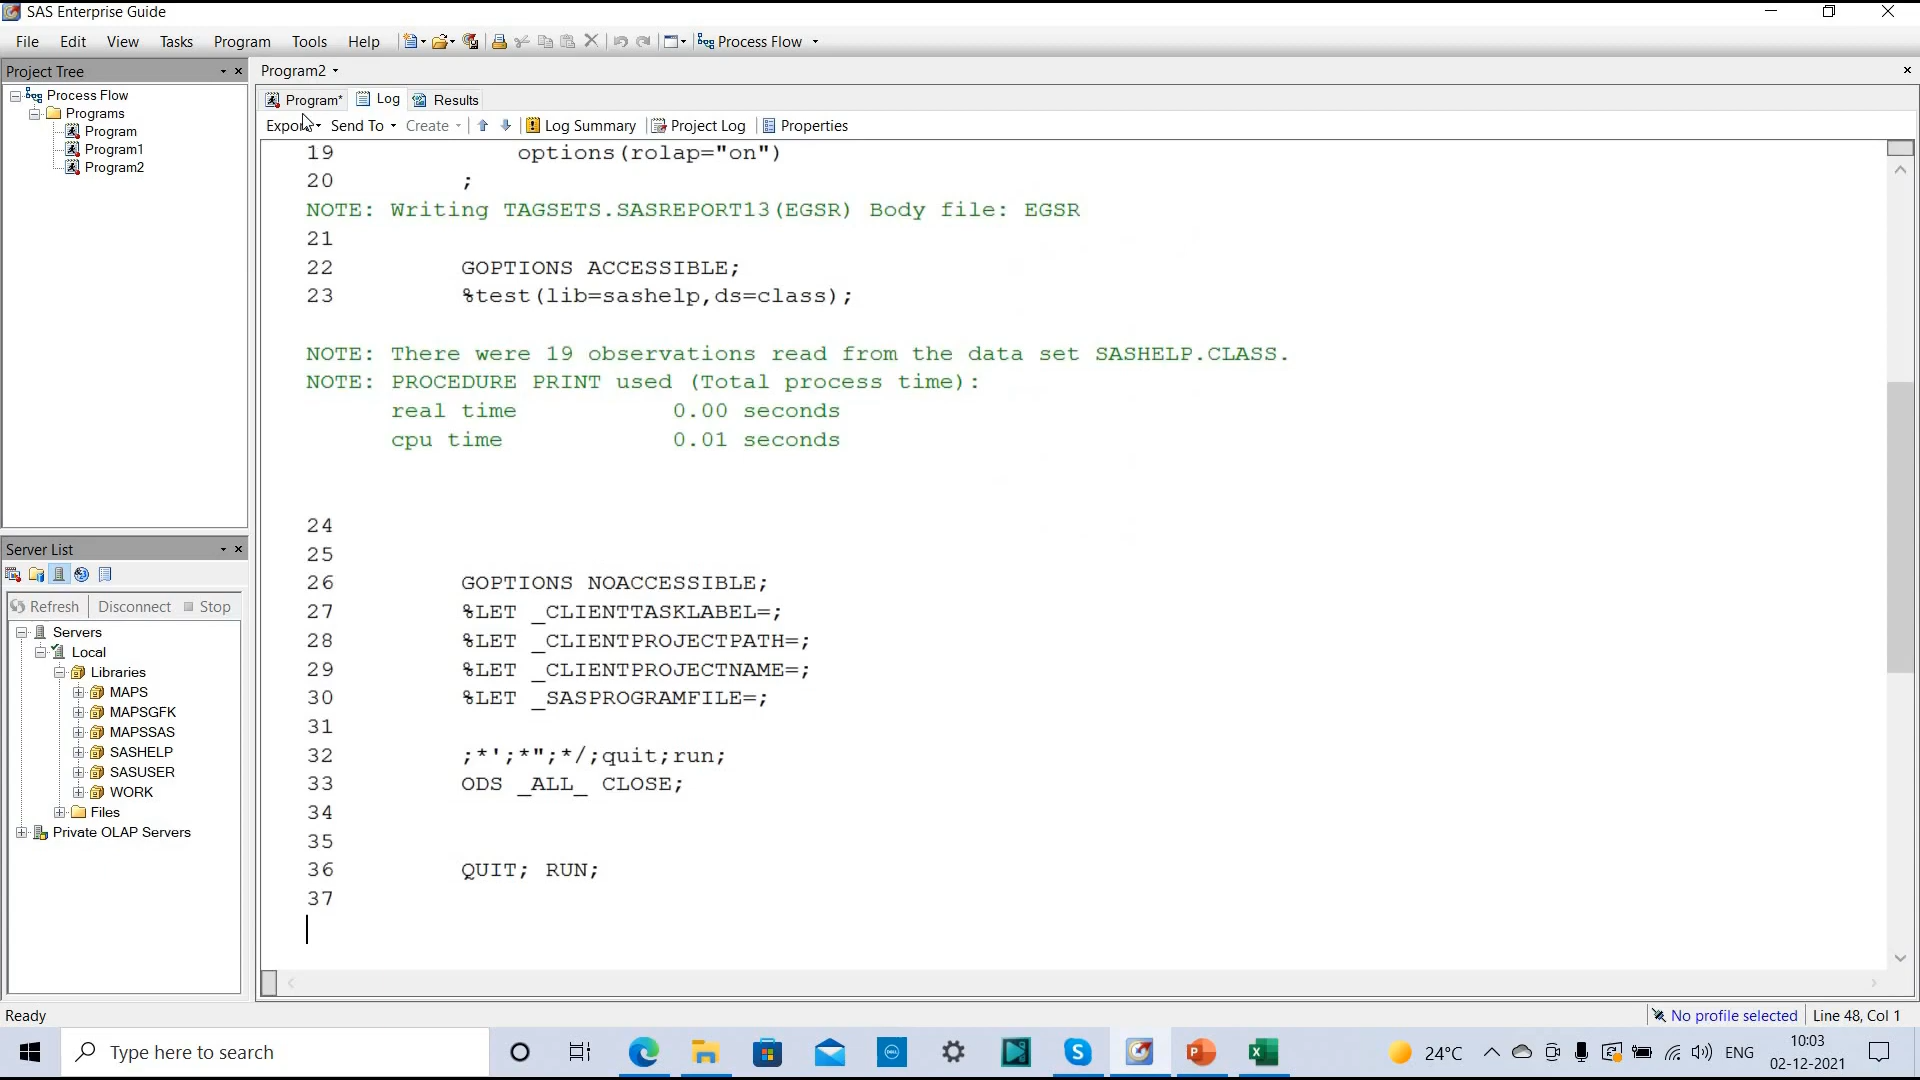 SAS Enterprise Guide
File Edit View Tasks Program Tools Help Process Flow
Project Tree
Process Flow
Programs
Program
Program1
Program2
Server List
Refresh Disconnect Stop
Servers
Local
Libraries
MAPS
MAPSGFK
MAPSSAS
SASHELP
SASUSER
WORK
Files
Private OLAP Servers
Program2
Program* Log Results
Export Send To Create Log Summary Project Log Properties
19 options(rolap="on")
20 ;
NOTE: Writing TAGSETS.SASREPORT13(EGSR) Body file: EGSR
21
22 GOPTIONS ACCESSIBLE;
23 %test(lib=sashelp,ds=class);
NOTE: There were 19 observations read from the data set SASHELP.CLASS.
NOTE: PROCEDURE PRINT used (Total process time):
real time 0.00 seconds
cpu time 0.01 seconds
24
25
26 GOPTIONS NOACCESSIBLE;
27 %LET _CLIENTTASKLABEL=;
28 %LET _CLIENTPROJECTPATH=;
29 %LET _CLIENTPROJECTNAME=;
30 %LET _SASPROGRAMFILE=;
31
32 ;*';*";*/;quit;run;
33 ODS _ALL_ CLOSE;
34
35
36 QUIT; RUN;
37
Ready No profile selected Line 48, Col 1
Type here to search 24°C ENG 10:03
02-12-2021